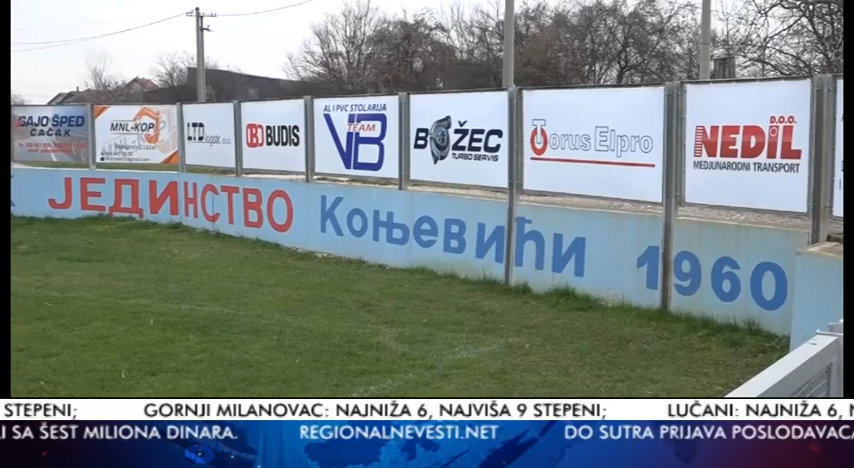 GAJO ŠPED
ČAČAK
MNL-KOP
LTD
BUDIS
AL I PVC STOLARIJA
TEAM
VB
BOŽEC
TURBO SERVIS
Torus Elpro
NEDIL D.O.O.
MEDJUNARODNI TRANSPORT
ЈЕДИНСТВО Коњевићи 1960
STEPENI; GORNJI MILANOVAC: NAJNIŽA 6, NAJVIŠA 9 STEPENI; LUČANI: NAJNIŽA 6,
SA ŠEST MILIONA DINARA. REGIONALNEVESTI.NET DO SUTRA PRIJAVA POSLODAVACA